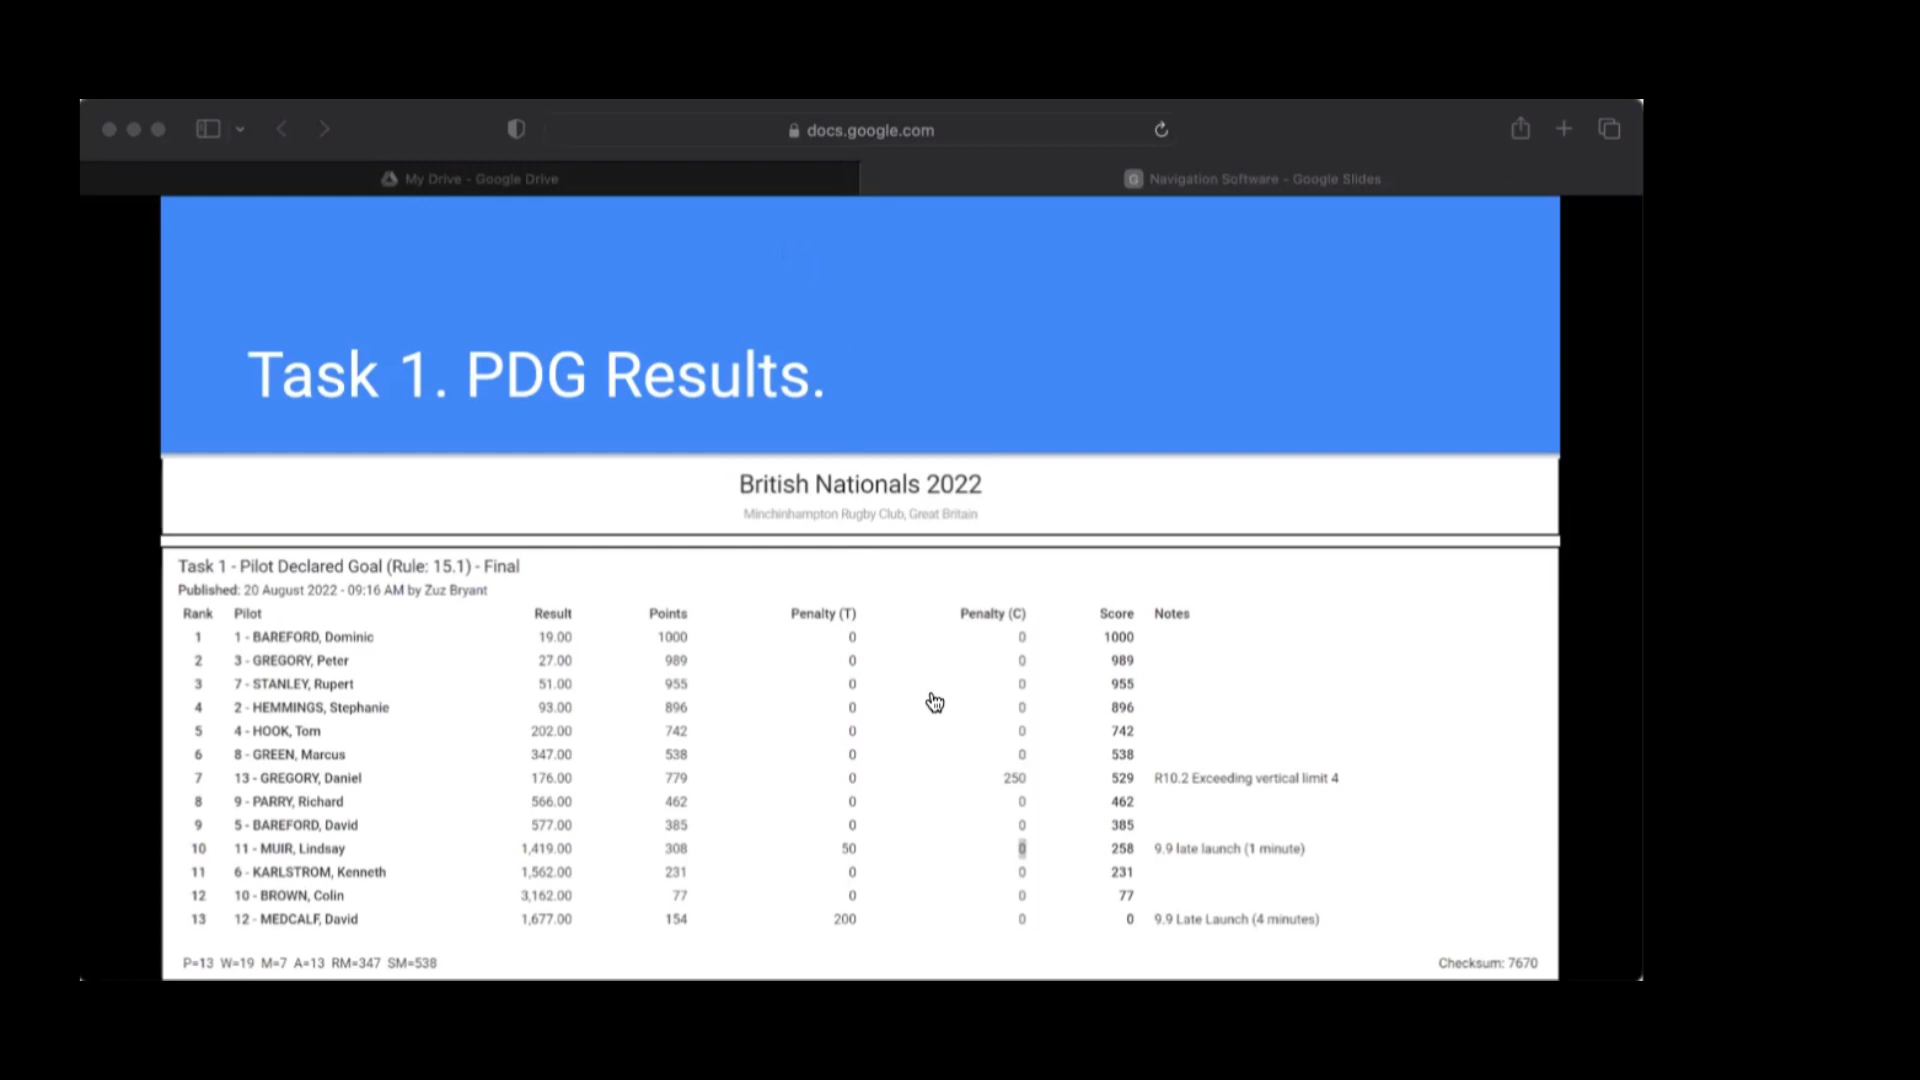 docs.google.com
My Drive - Google Drive
G Navigation Software - Google Slides
Task 1. PDG Results.
British Nationals 2022
Minchinhampton Rugby Club, Great Britain
Task 1 - Pilot Declared Goal (Rule: 15.1) - Final
Published: 20 August 2022 - 09:16 AM by Zuz Bryant
Rank Pilot Result Points Penalty (T) Penalty (C) Score Notes
1 1 - BAREFORD, Dominic 19.00 1000 0 0 1000
2 3 - GREGORY, Peter 27.00 989 0 0 989
3 7 - STANLEY, Rupert 51.00 955 0 0 955
4 2 - HEMMINGS, Stephanie 93.00 896 0 0 896
5 4 - HOOK, Tom 202.00 742 0 0 742
6 8 - GREEN, Marcus 347.00 538 0 0 538
7 13 - GREGORY, Daniel 176.00 779 0 250 529 R10.2 Exceeding vertical limit 4
8 9 - PARRY, Richard 566.00 462 0 0 462
9 5 - BAREFORD, David 577.00 385 0 0 385
10 11 - MUIR, Lindsay 1,419.00 308 50 0 258 9.9 late launch (1 minute)
11 6 - KARLSTROM, Kenneth 1,562.00 231 0 0 231
12 10 - BROWN, Colin 3,162.00 77 0 0 77
13 12 - MEDCALF, David 1,677.00 154 200 0 0 9.9 Late Launch (4 minutes)
P=13 W=19 M=7 A=13 RM=347 SM=538 Checksum: 7670